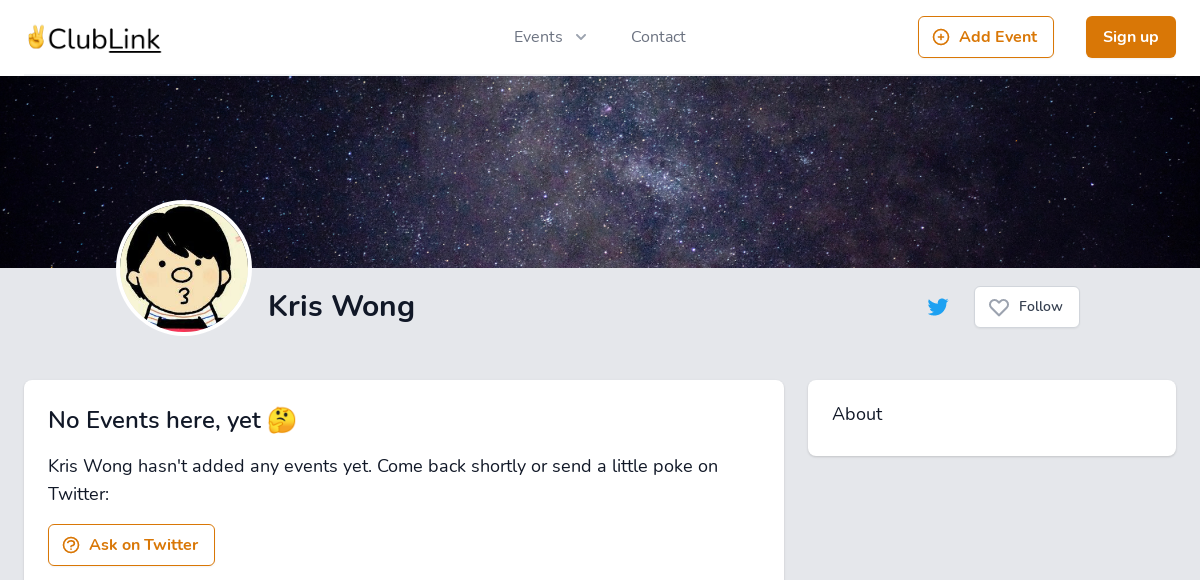 ✌️ClubLink
Events
Contact
Add Event
Sign up
Kris Wong
Follow
No Events here, yet 🤔
Kris Wong hasn't added any events yet. Come back shortly or send a little poke on
Twitter:
Ask on Twitter
About